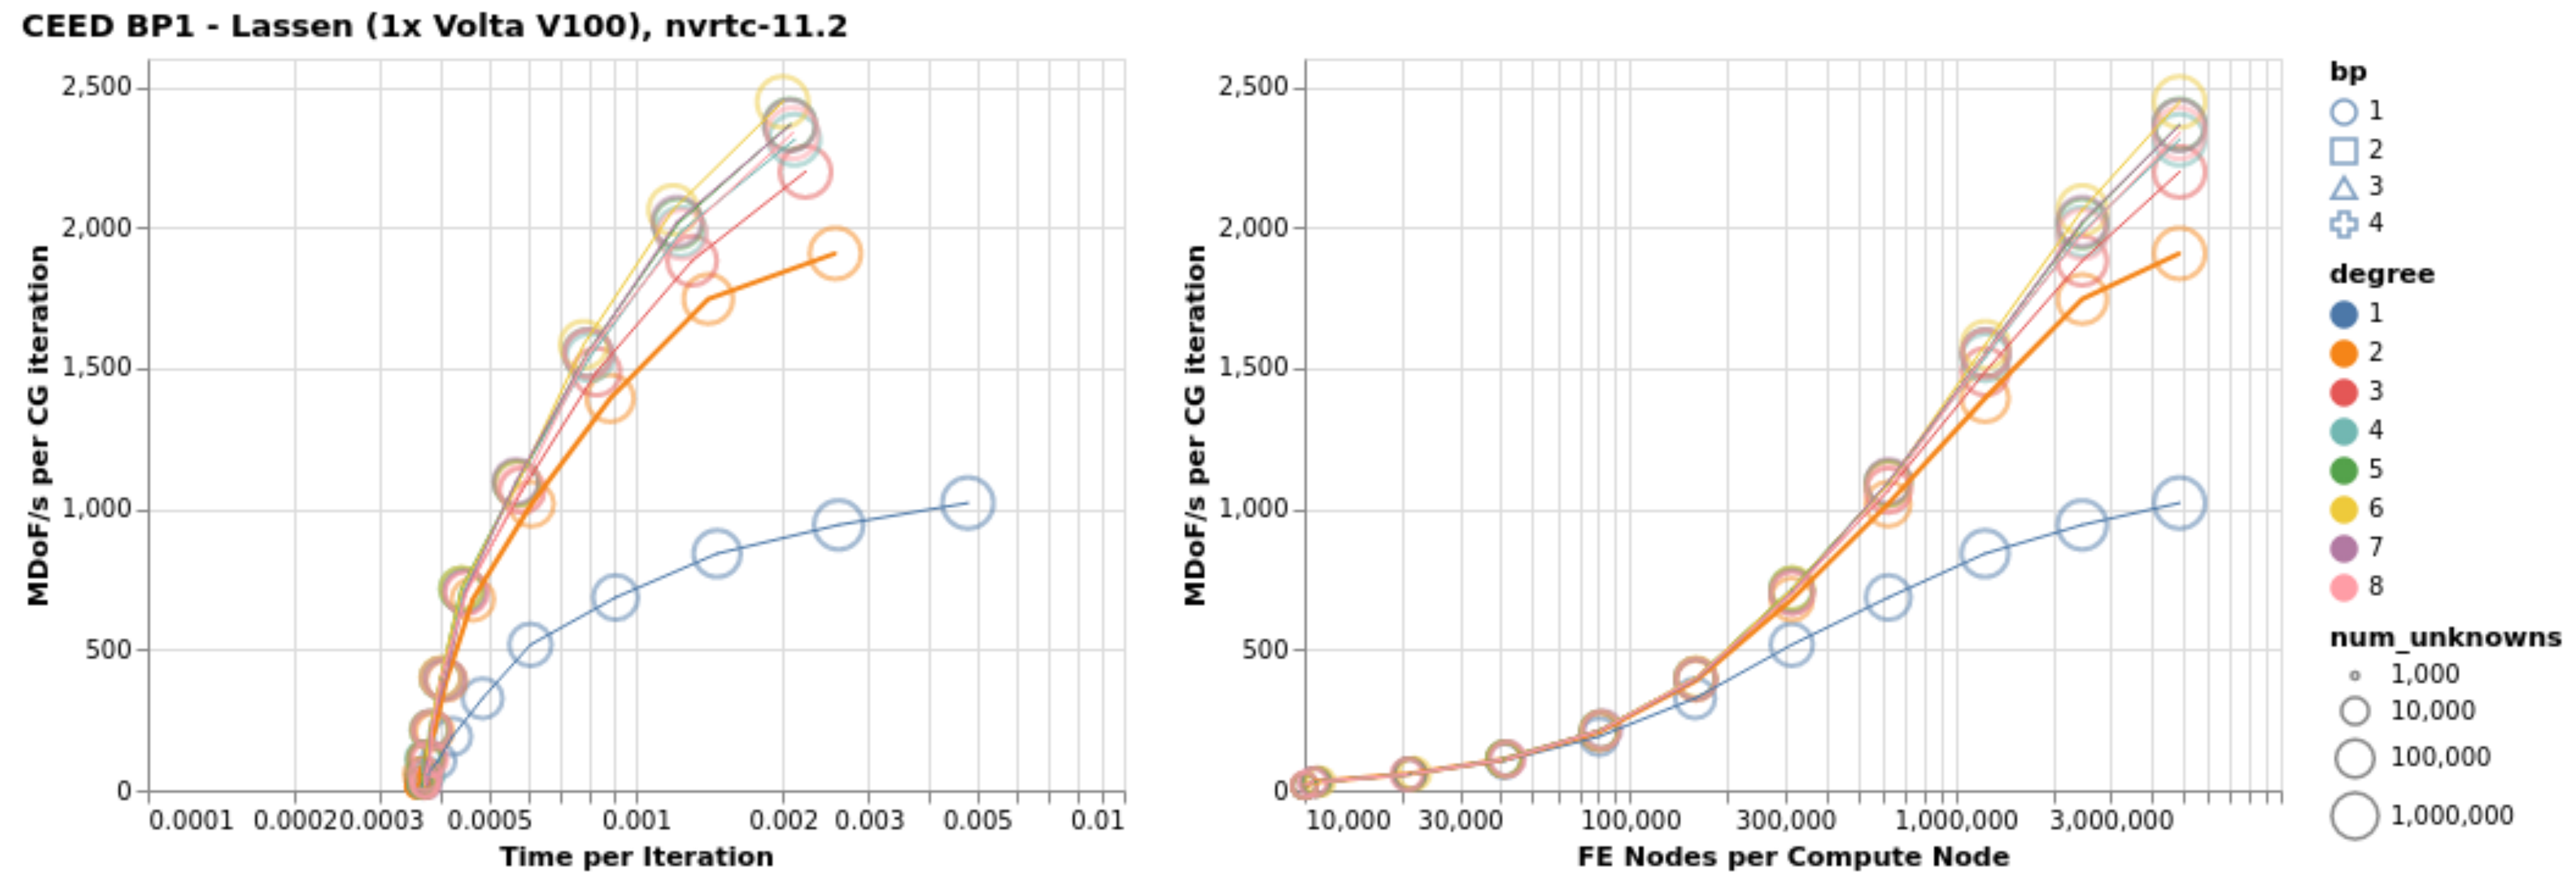 CEED BP1 - Lassen (1x Volta V100), nvrtc-11.2
MDoF/s per CG iteration
2,500
2,000
1,500
1,000
500
0
0.0001 0.0002 0.0003 0.0005 0.001 0.002 0.003 0.005 0.01
Time per Iteration
MDoF/s per CG iteration
2,500
2,000
1,500
1,000
500
0
10,000 30,000 100,000 300,000 1,000,000 3,000,000
FE Nodes per Compute Node
bp
1
2
3
4
degree
1
2
3
4
5
6
7
8
num_unknowns
1,000
10,000
100,000
1,000,000